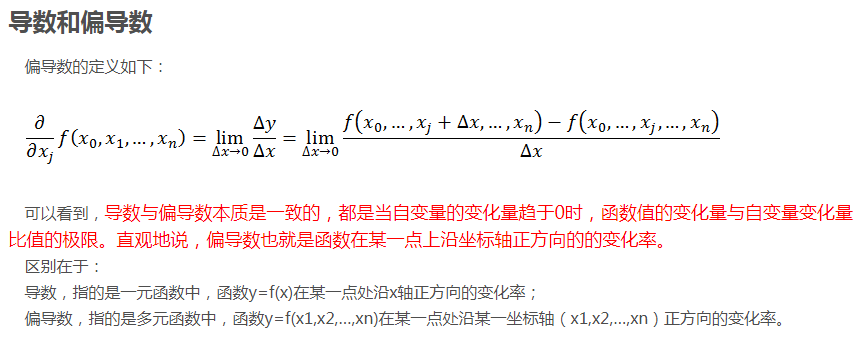 导数和偏导数
偏导数的定义如下：
∂/∂x_j f(x_0, x_1, …, x_n) = lim_{Δx→0} Δy/Δx = lim_{Δx→0} (f(x_0, …, x_j + Δx, …, x_n) − f(x_0, …, x_j, …, x_n))/Δx
可以看到，导数与偏导数本质是一致的，都是当自变量的变化量趋于0时，函数值的变化量与自变量变化量
比值的极限。直观地说，偏导数也就是函数在某一点上沿坐标轴正方向的的变化率。
区别在于：
导数，指的是一元函数中，函数y=f(x)在某一点处沿x轴正方向的变化率；
偏导数，指的是多元函数中，函数y=f(x1,x2,...,xn)在某一点处沿某一坐标轴（x1,x2,...,xn）正方向的变化率。